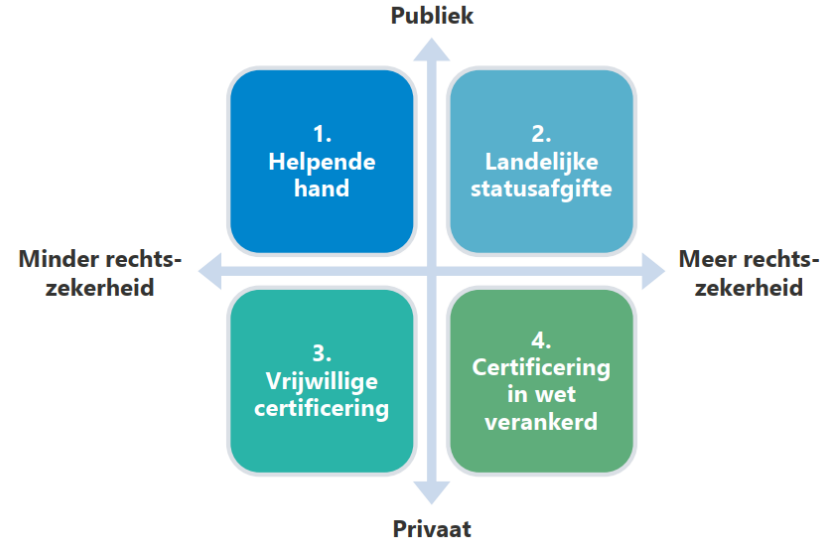 Publiek
1.
Helpende
hand
2.
Landelijke
statusafgifte
Minder rechts-
zekerheid
Meer rechts-
zekerheid
3.
Vrijwillige
certificering
4.
Certificering
in wet
verankerd
Privaat